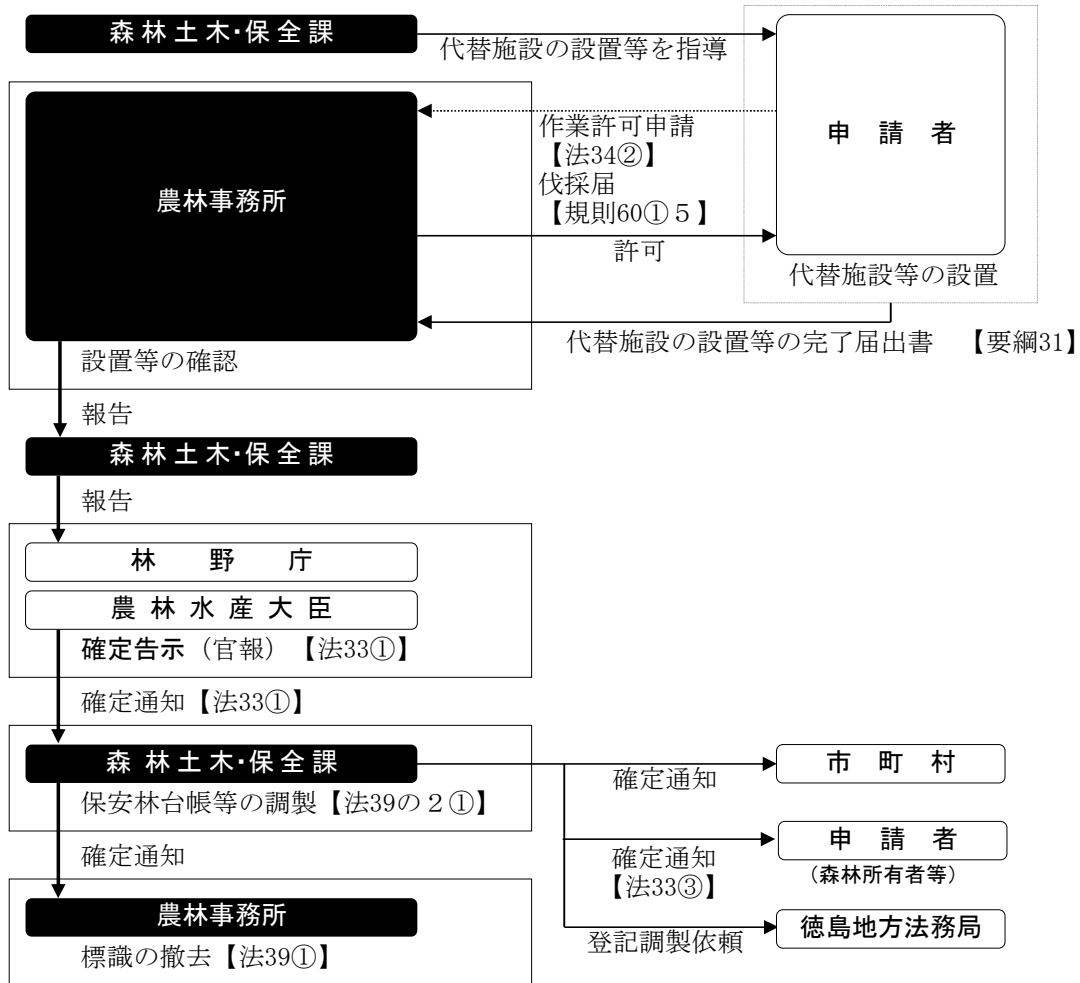 森林土木・保全課
代替施設の設置等を指導
申請者
作業許可申請
【法34②】
伐採届
【規則60①５】
農林事務所
許可
代替施設等の設置
代替施設の設置等の完了届出書　【要綱31】
設置等の確認
報告
森林土木・保全課
報告
林野庁
農林水産大臣
確定告示（官報）【法33①】
確定通知【法33①】
森林土木・保全課
確定通知
市町村
保安林台帳等の調製【法39の２①】
確定通知
確定通知
【法33③】
申請者
（森林所有者等）
農林事務所
登記調製依頼
徳島地方法務局
標識の撤去【法39①】